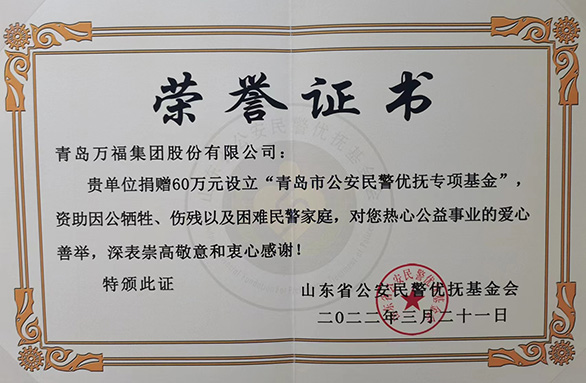 荣誉证书
青岛万福集团股份有限公司：
贵单位捐赠60万元设立“青岛市公安民警优抚专项基金”，
资助因公牺牲、伤残以及困难民警家庭，对您热心公益事业的爱心
善举，深表崇高敬意和衷心感谢！
特颁此证
山东省公安民警优抚基金会
二〇二二年三月二十一日